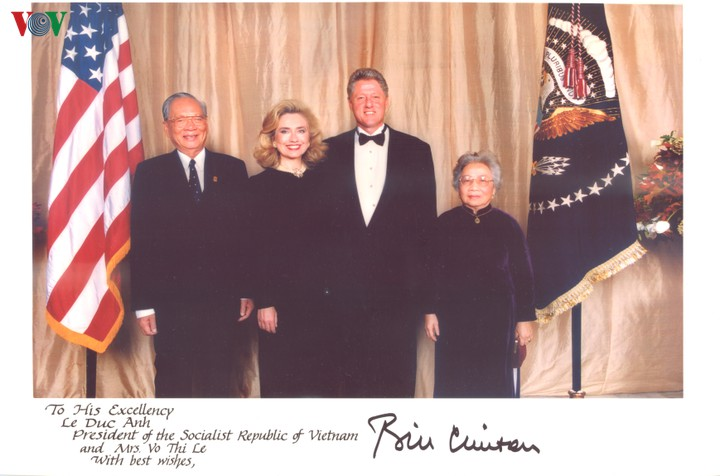 VOV
To His Excellency
Le Duc Anh
President of the Socialist Republic of Vietnam
and Mrs. Vo Thi Le
With best wishes,
Bill Clinton